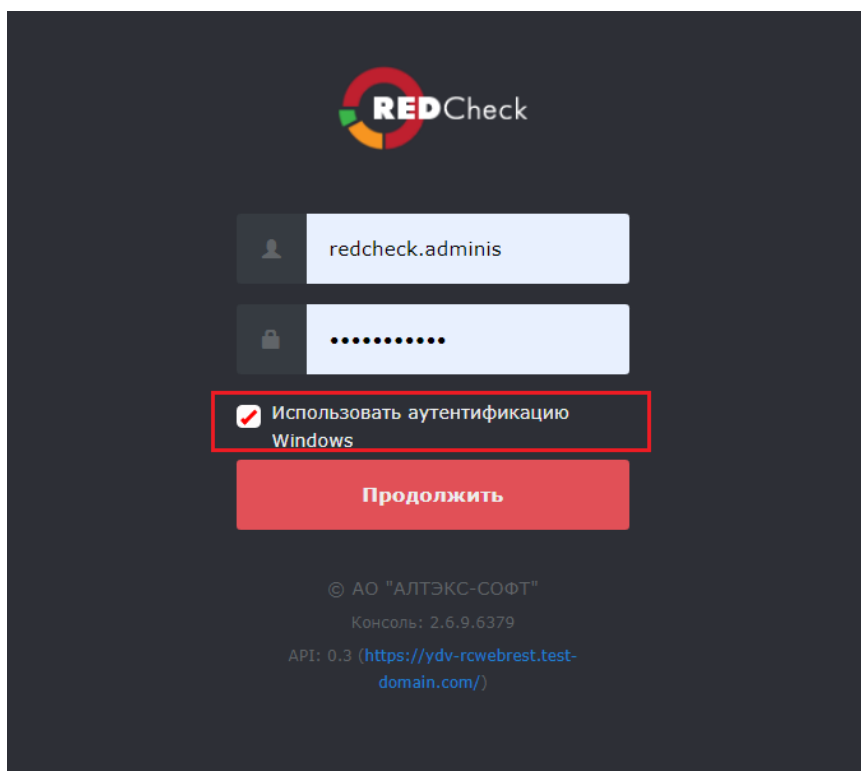 REDCheck
redcheck.adminis
•••••••••••
Использовать аутентификацию
Windows
Продолжить
© АО "АЛТЭКС-СОФТ"
Консоль: 2.6.9.6379
API: 0.3 (https://ydv-rcwebrest.test-
domain.com/)